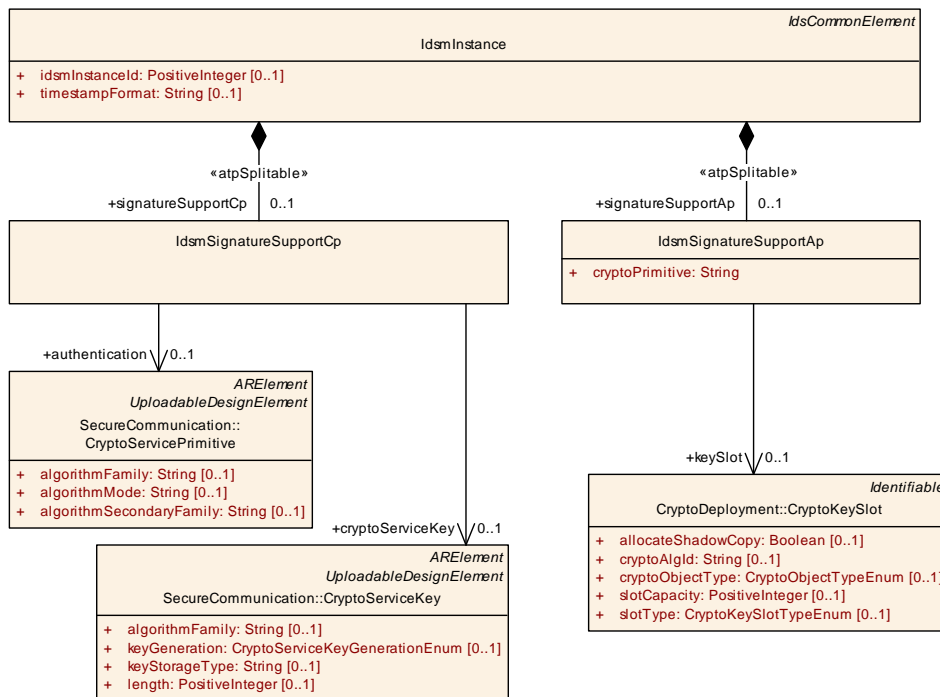 IdsCommonElement
IdsmInstance
+ idsmInstanceId: PositiveInteger [0..1]
+ timestampFormat: String [0..1]
«atpSplitable»
+signatureSupportCp 0..1
«atpSplitable»
+signatureSupportAp 0..1
IdsmSignatureSupportCp
IdsmSignatureSupportAp
+ cryptoPrimitive: String
+authentication 0..1
ARElement
UploadableDesignElement
SecureCommunication::
CryptoServicePrimitive
+ algorithmFamily: String [0..1]
+ algorithmMode: String [0..1]
+ algorithmSecondaryFamily: String [0..1]
+keySlot 0..1
Identifiable
CryptoDeployment::CryptoKeySlot
+ allocateShadowCopy: Boolean [0..1]
+ cryptoAlgId: String [0..1]
+ cryptoObjectType: CryptoObjectTypeEnum [0..1]
+ slotCapacity: PositiveInteger [0..1]
+ slotType: CryptoKeySlotTypeEnum [0..1]
+cryptoServiceKey 0..1
ARElement
UploadableDesignElement
SecureCommunication::CryptoServiceKey
+ algorithmFamily: String [0..1]
+ keyGeneration: CryptoServiceKeyGenerationEnum [0..1]
+ keyStorageType: String [0..1]
+ length: PositiveInteger [0..1]